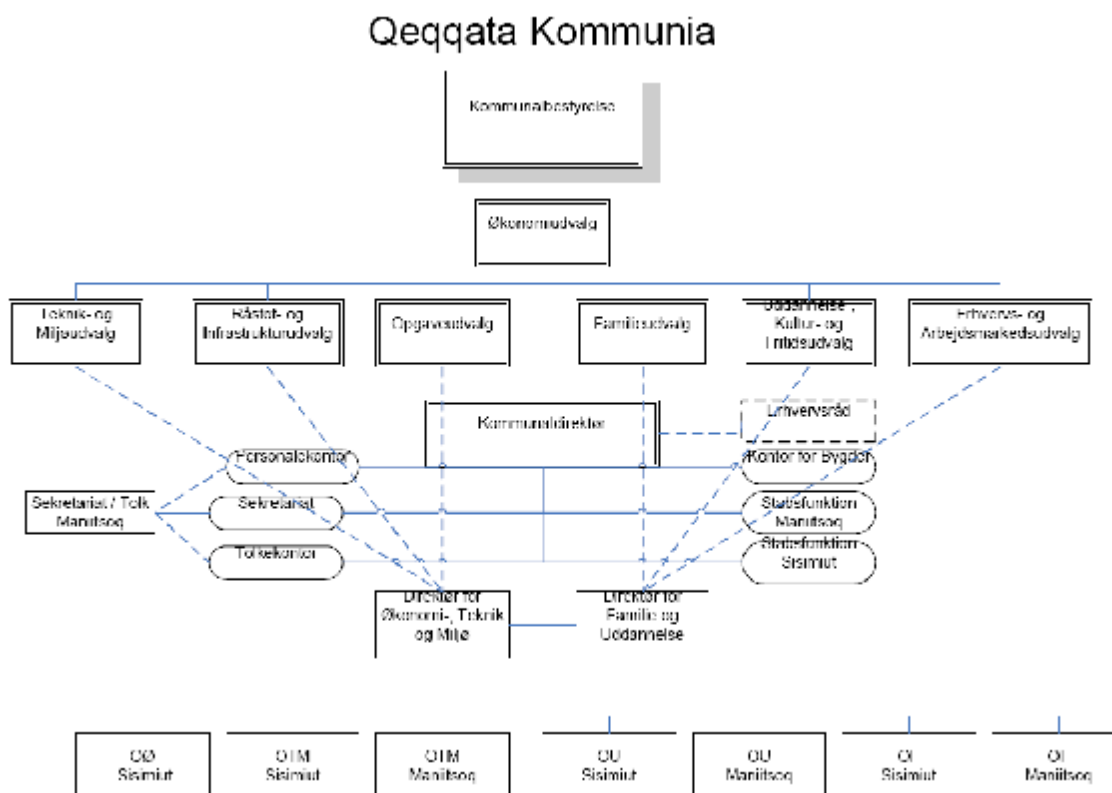 Qeqqata Kommunia
Kommunalbestyrelse
Økonomiudvalg
Teknik- og
Miljøudvalg
Råstof- og
Infrastrukturudvalg
Opgaveudvalg
Familieudvalg
Uddannelse-,
Kultur- og
Fritidsudvalg
Erhvervs- og
Arbejdsmarkedsudvalg
Kommunaldirektør
Erhvervsråd
Personalekontor
Kontor for Bygder
Sekretariat / Tolk
Maniitsoq
Sekretariat
Stabsfunktion
Maniitsoq
Tolkekontor
Stabsfunktion
Sisimiut
Direktør for
Økonomi-, Teknik
og Miljø
Direktør for
Familie og
Uddannelse
OØ
Sisimiut
OTM
Sisimiut
OTM
Maniitsoq
OU
Sisimiut
OU
Maniitsoq
Sisimiut
Maniitsoq